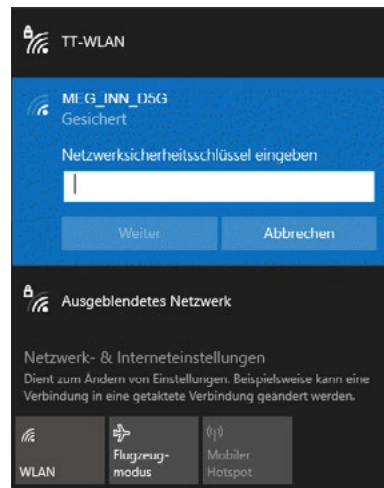 TT-WLAN
MEG_INN_D5G
Gesichert
Netzwerksicherheitsschlüssel eingeben
Weiter
Abbrechen
Ausgeblendetes Netzwerk
Netzwerk- & Interneteinstellungen
Dient zum Ändern von Einstellungen. Beispielsweise kann eine
Verbindung in eine getaktete Verbindung geändert werden.
WLAN
Flugzeug-
modus
Mobiler
Hotspot